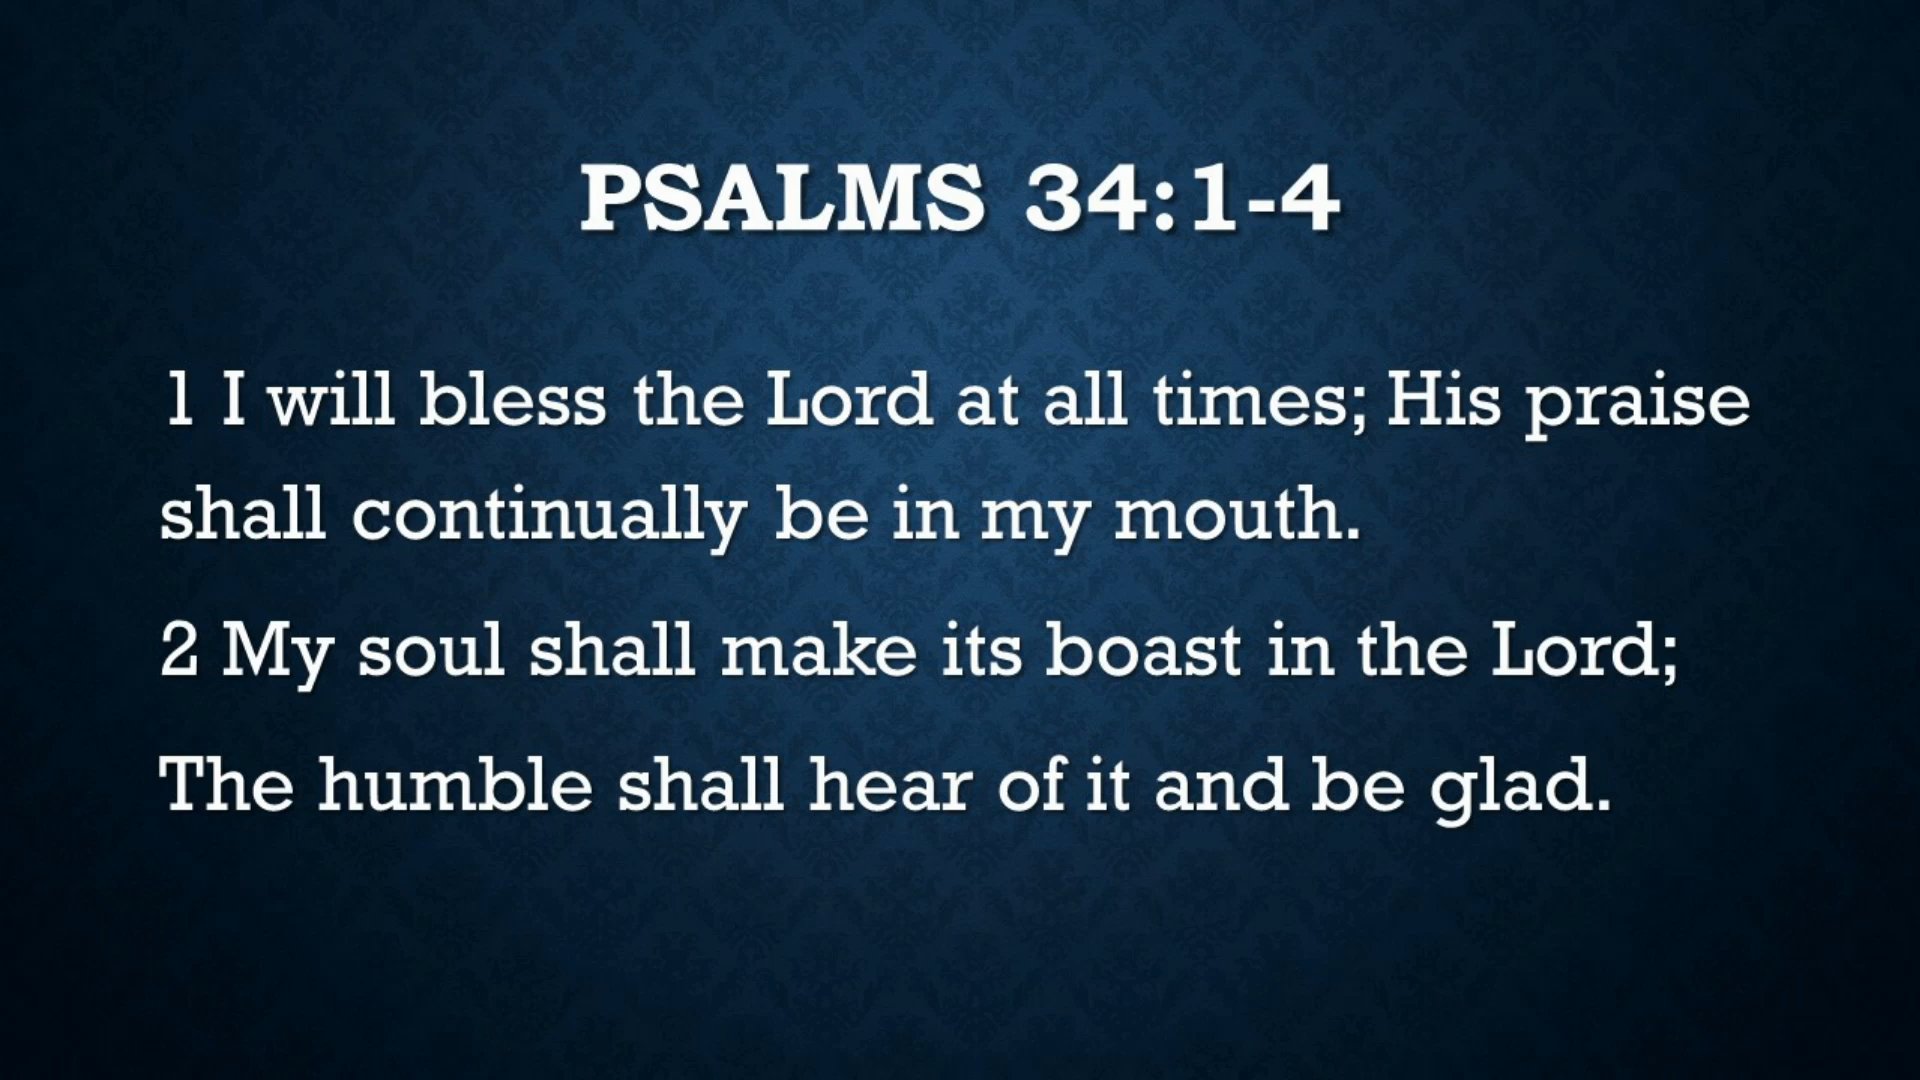 PSALMS 34:1-4
1 I will bless the Lord at all times; His praise
shall continually be in my mouth.
2 My soul shall make its boast in the Lord;
The humble shall hear of it and be glad.